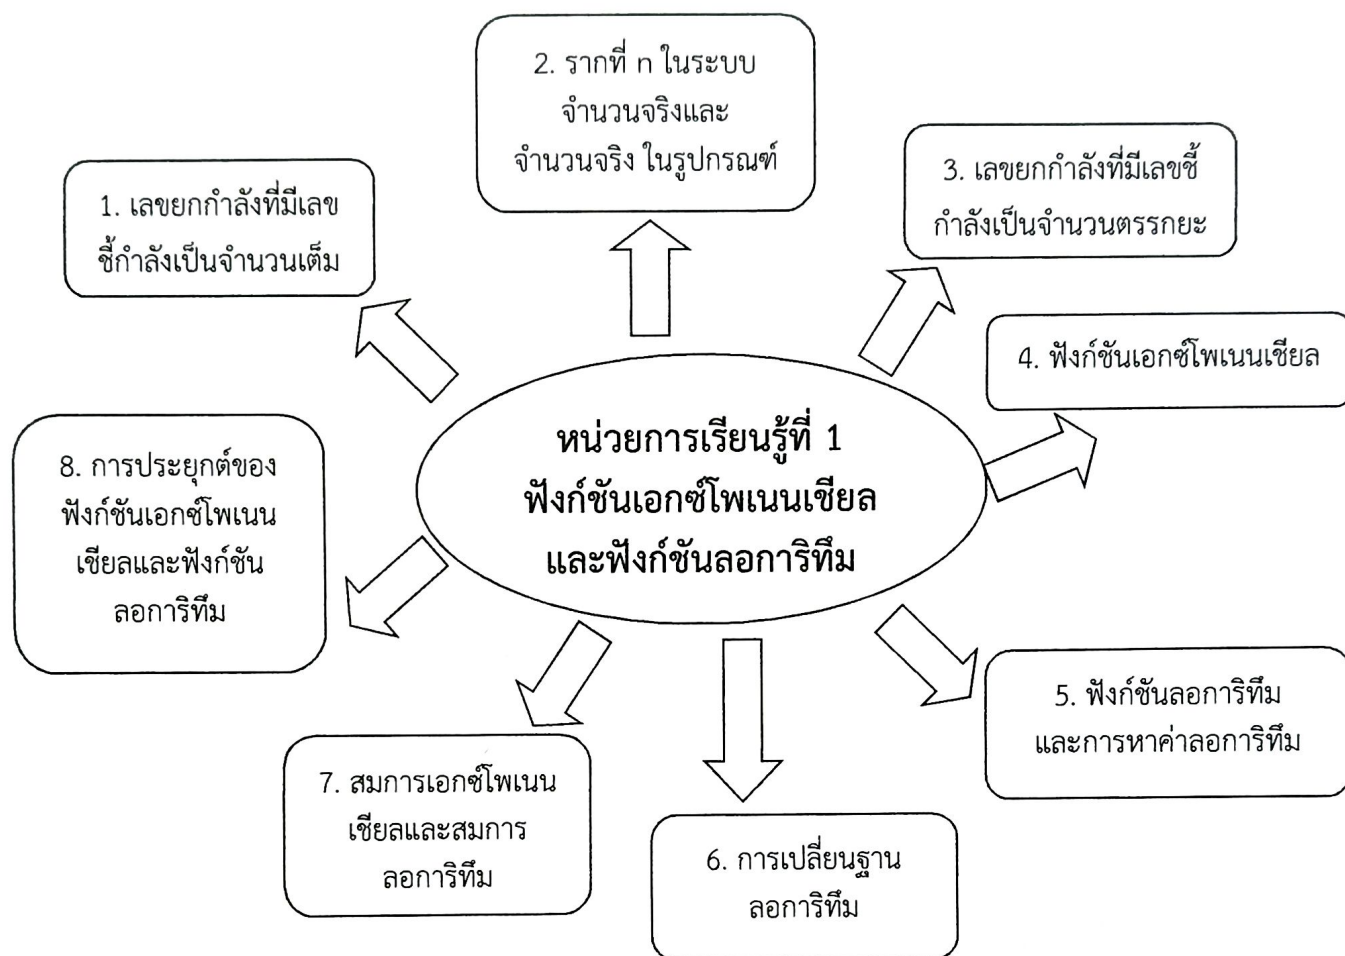 2. รากที่ n ในระบบ
จำนวนจริงและ
จำนวนจริง ในรูปกรณฑ์
1. เลขยกกำลังที่มีเลข
ชี้กำลังเป็นจำนวนเต็ม
3. เลขยกกำลังที่มีเลขชี้
กำลังเป็นจำนวนตรรกยะ
4. ฟังก์ชันเอกซ์โพเนนเชียล
หน่วยการเรียนรู้ที่ 1
ฟังก์ชันเอกซ์โพเนนเชียล
และฟังก์ชันลอการิทึม
8. การประยุกต์ของ
ฟังก์ชันเอกซ์โพเนน
เชียลและฟังก์ชัน
ลอการิทึม
5. ฟังก์ชันลอการิทึม
และการหาค่าลอการิทึม
7. สมการเอกซ์โพเนน
เชียลและสมการ
ลอการิทึม
6. การเปลี่ยนฐาน
ลอการิทึม